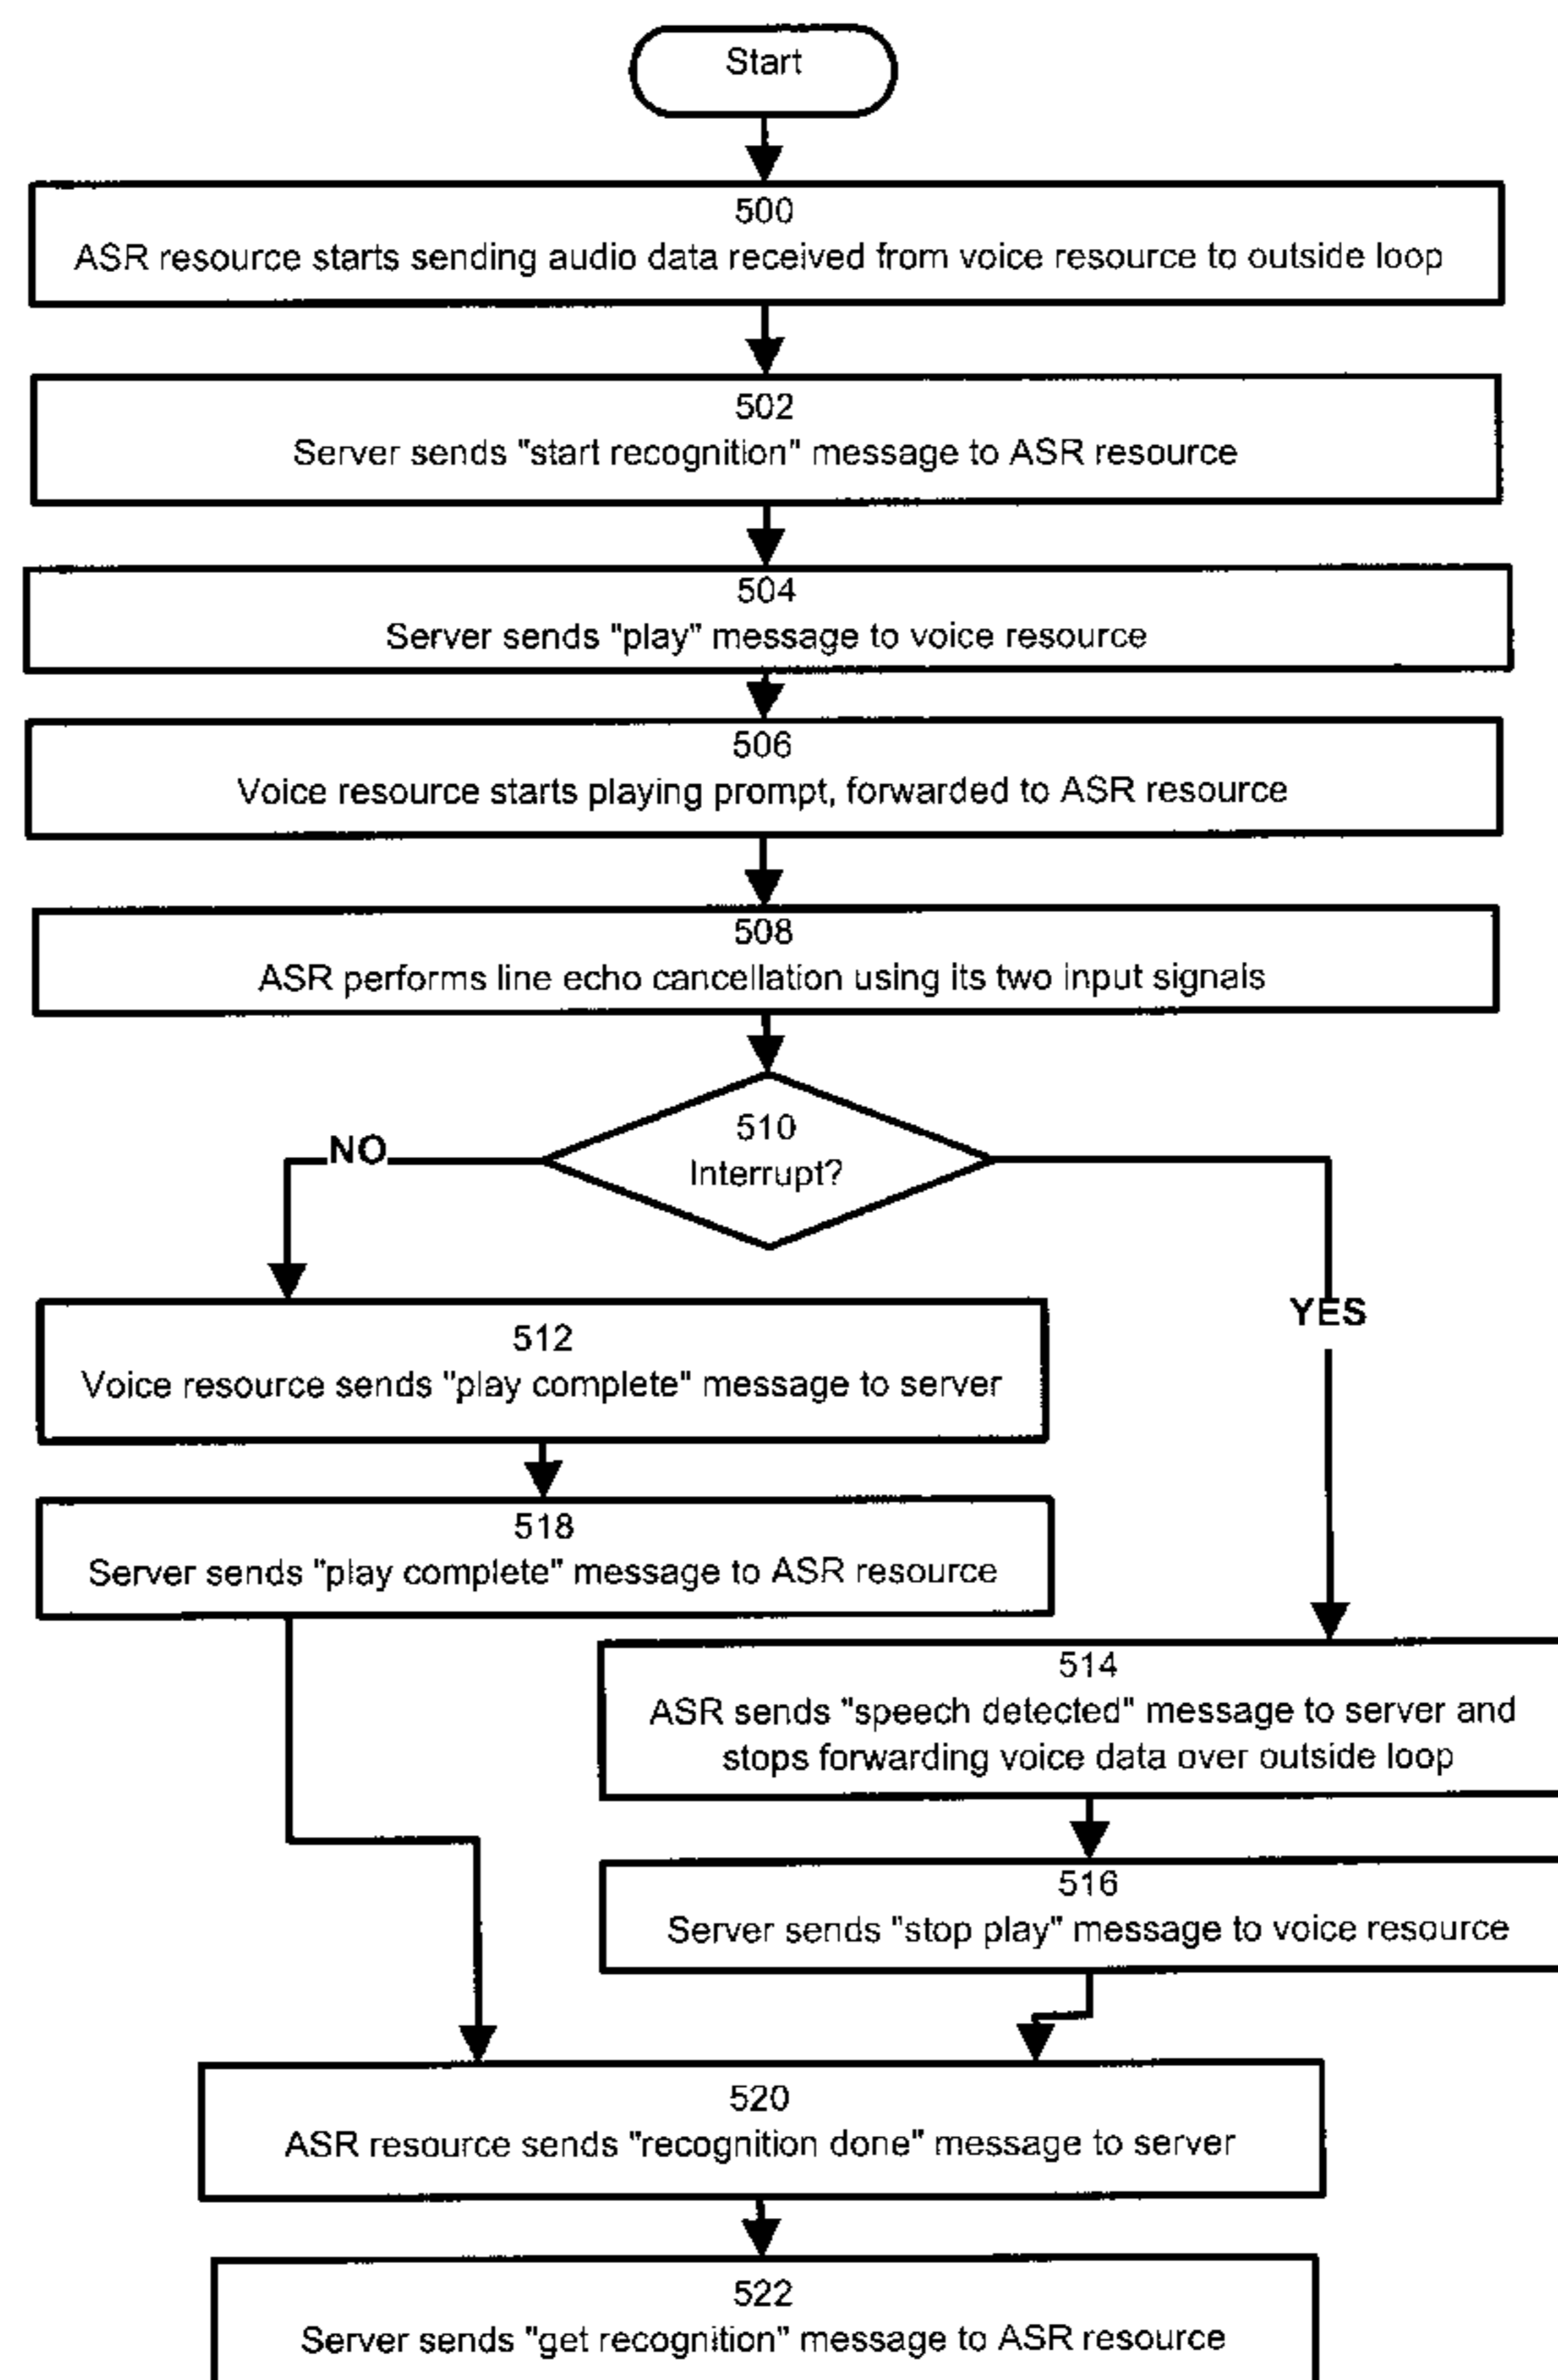 Start
500
ASR resource starts sending audio data received from voice resource to outside loop
502
Server sends "start recognition" message to ASR resource
504
Server sends "play" message to voice resource
506
Voice resource starts playing prompt, forwarded to ASR resource
508
ASR performs line echo cancellation using its two input signals
510
Interrupt?
NO
YES
512
Voice resource sends "play complete" message to server
518
Server sends "play complete" message to ASR resource
514
ASR sends "speech detected" message to server and
stops forwarding voice data over outside loop
516
Server sends "stop play" message to voice resource
520
ASR resource sends "recognition done" message to server
522
Server sends "get recognition" message to ASR resource